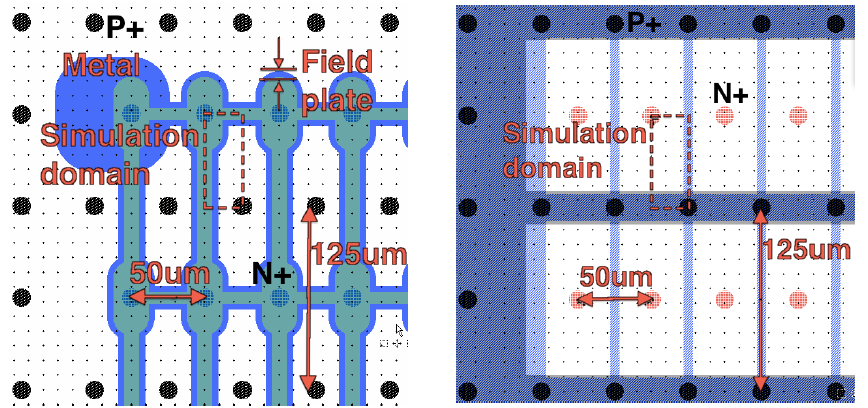 P+
Metal
Field
plate
Simulation
domain
50um
N+
125um
P+
N+
Simulation
domain
50um
125um